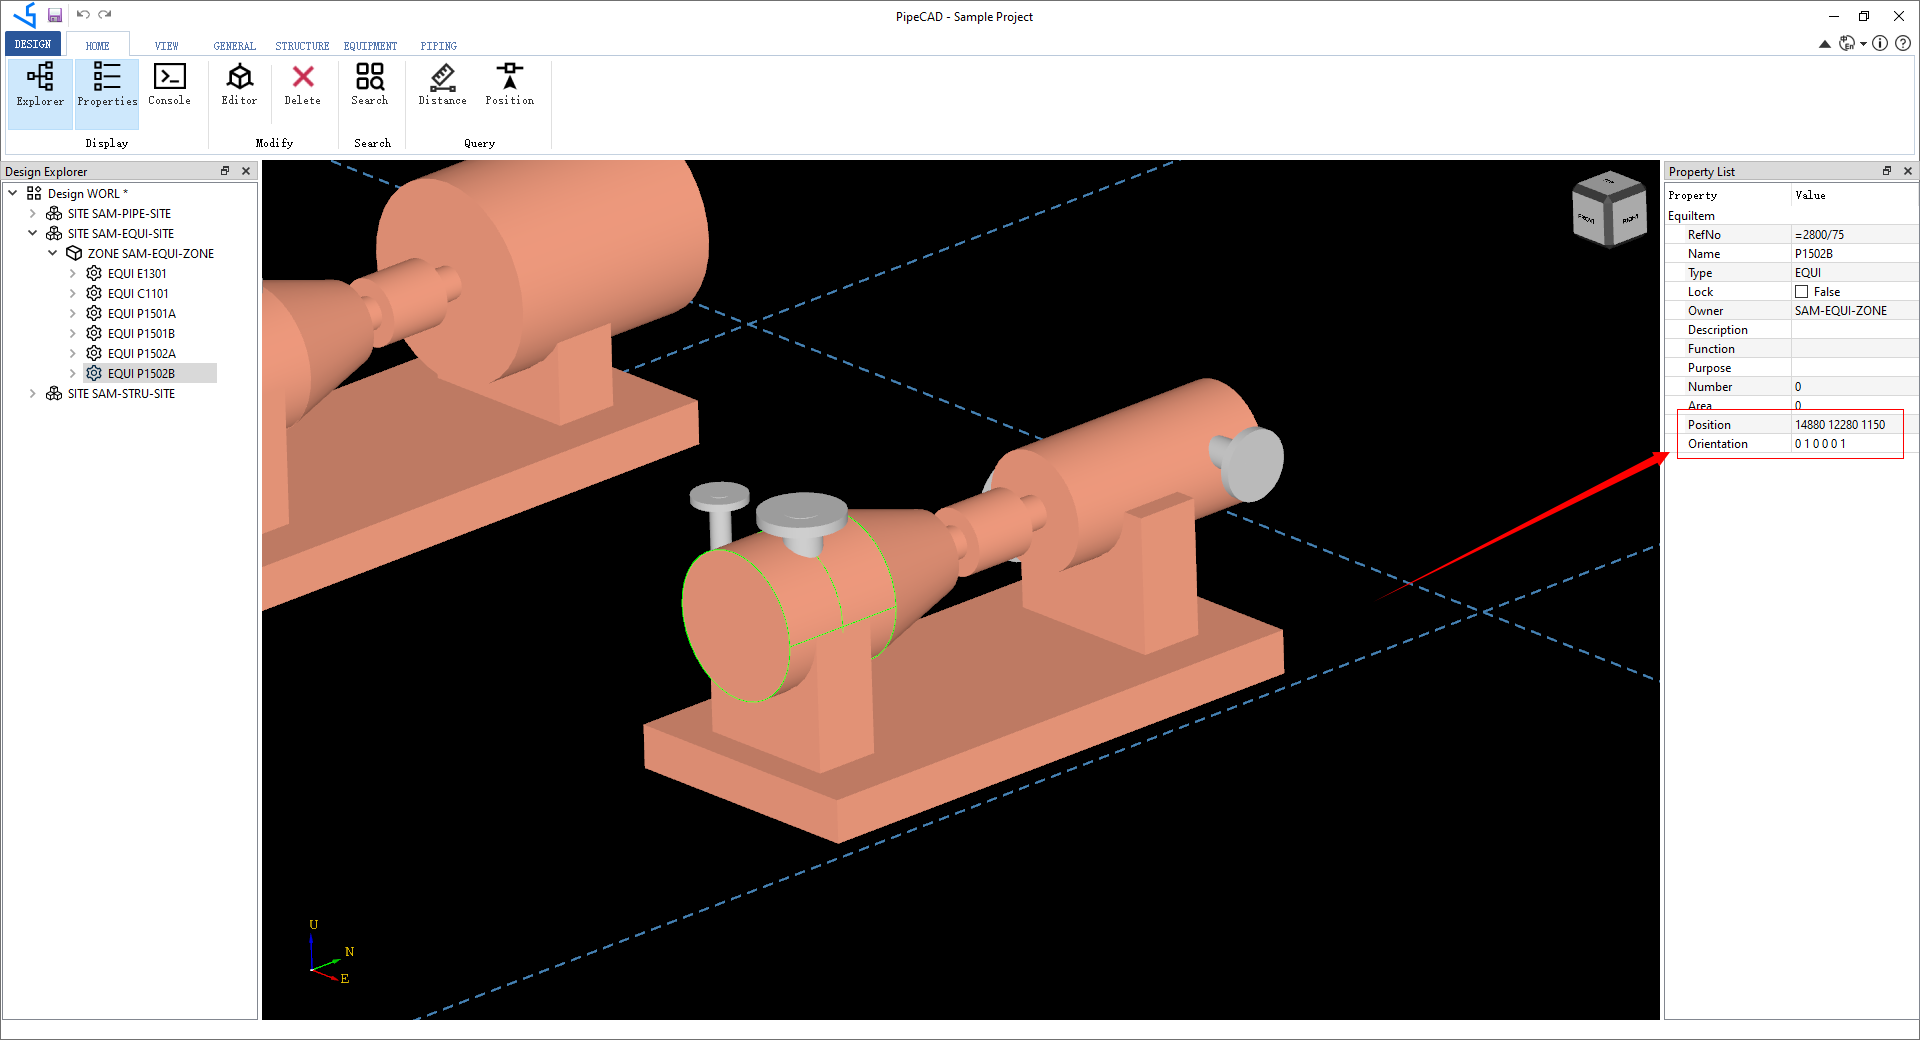 PipeCAD - Sample Project
DESIGN HOME VIEW GENERAL STRUCTURE EQUIPMENT PIPING
Explorer Properties Console Editor Delete Search Distance Position
Display Modify Search Query
Design Explorer
Design WORL *
SITE SAM-PIPE-SITE
SITE SAM-EQUI-SITE
ZONE SAM-EQUI-ZONE
EQUI E1301
EQUI C1101
EQUI P1501A
EQUI P1501B
EQUI P1502A
EQUI P1502B
SITE SAM-STRU-SITE
TOP
FRONT RIGHT
U
N
E
Property List
Property Value
EquiItem
RefNo =2800/75
Name P1502B
Type EQUI
Lock False
Owner SAM-EQUI-ZONE
Description
Function
Purpose
Number 0
Area 0
Position 14880 12280 1150
Orientation 0 1 0 0 0 1